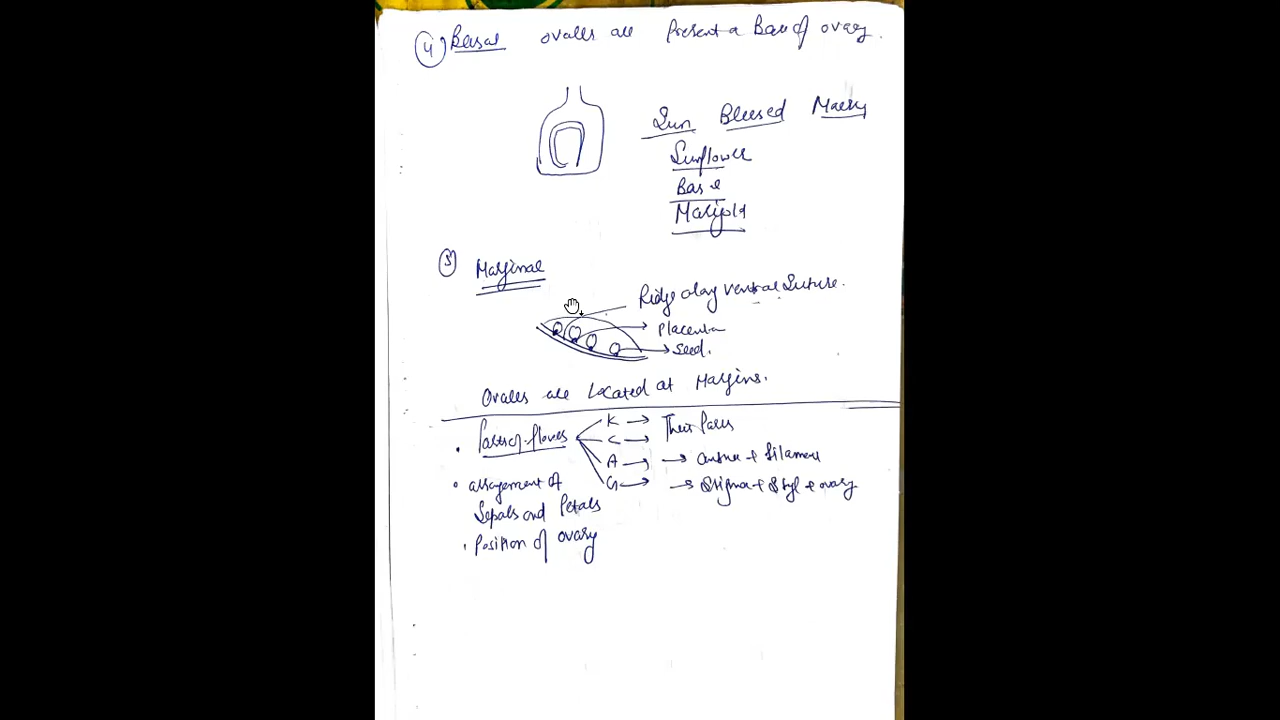 4 Basal ovules are Present a Base of ovary.
Sun Blessed Marry
Sunflower
Basal
Marigold
5 Marginal
Ridge along ventral Suture.
Placenta
Seed.
Ovules are Located at Margins.
• Parts of flower K → Their Parts
C →
A → → Anther + filament
G → → Stigma + Style + ovary
• arrangement of
Sepals and Petals
• Position of ovary